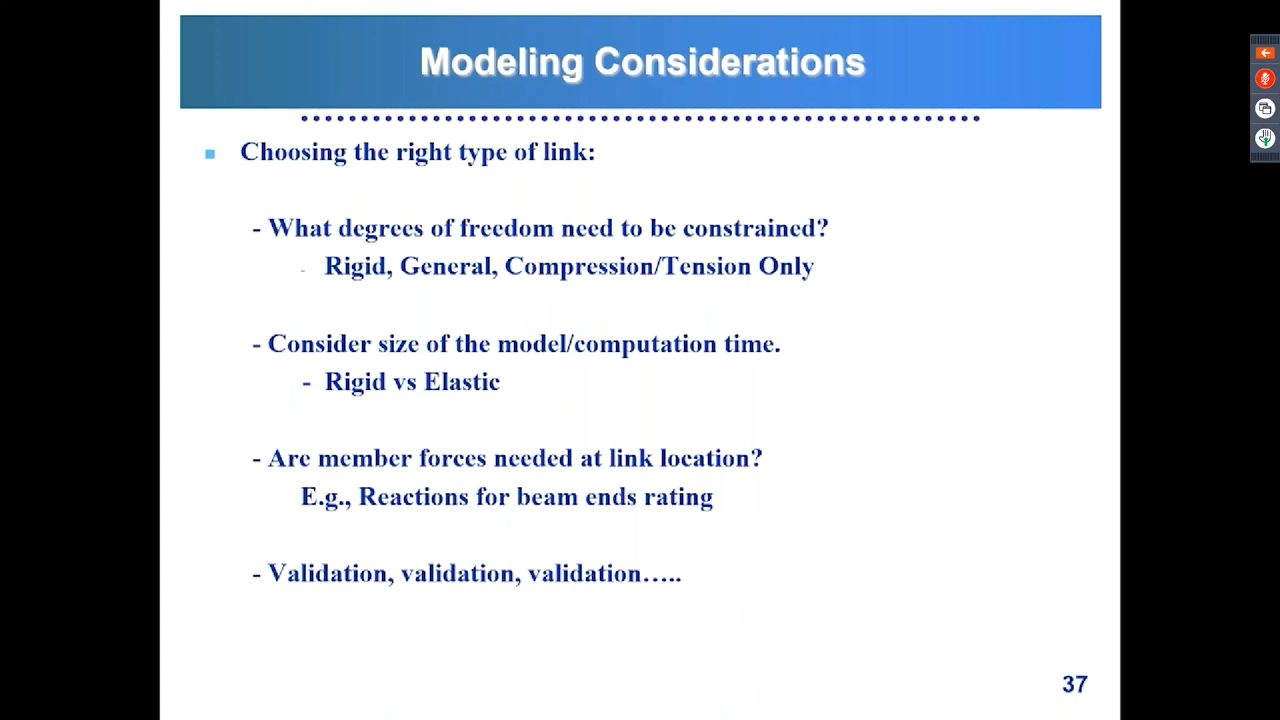 Modeling Considerations
Choosing the right type of link:
- What degrees of freedom need to be constrained?
- Rigid, General, Compression/Tension Only
- Consider size of the model/computation time.
- Rigid vs Elastic
- Are member forces needed at link location?
E.g., Reactions for beam ends rating
- Validation, validation, validation…..
37